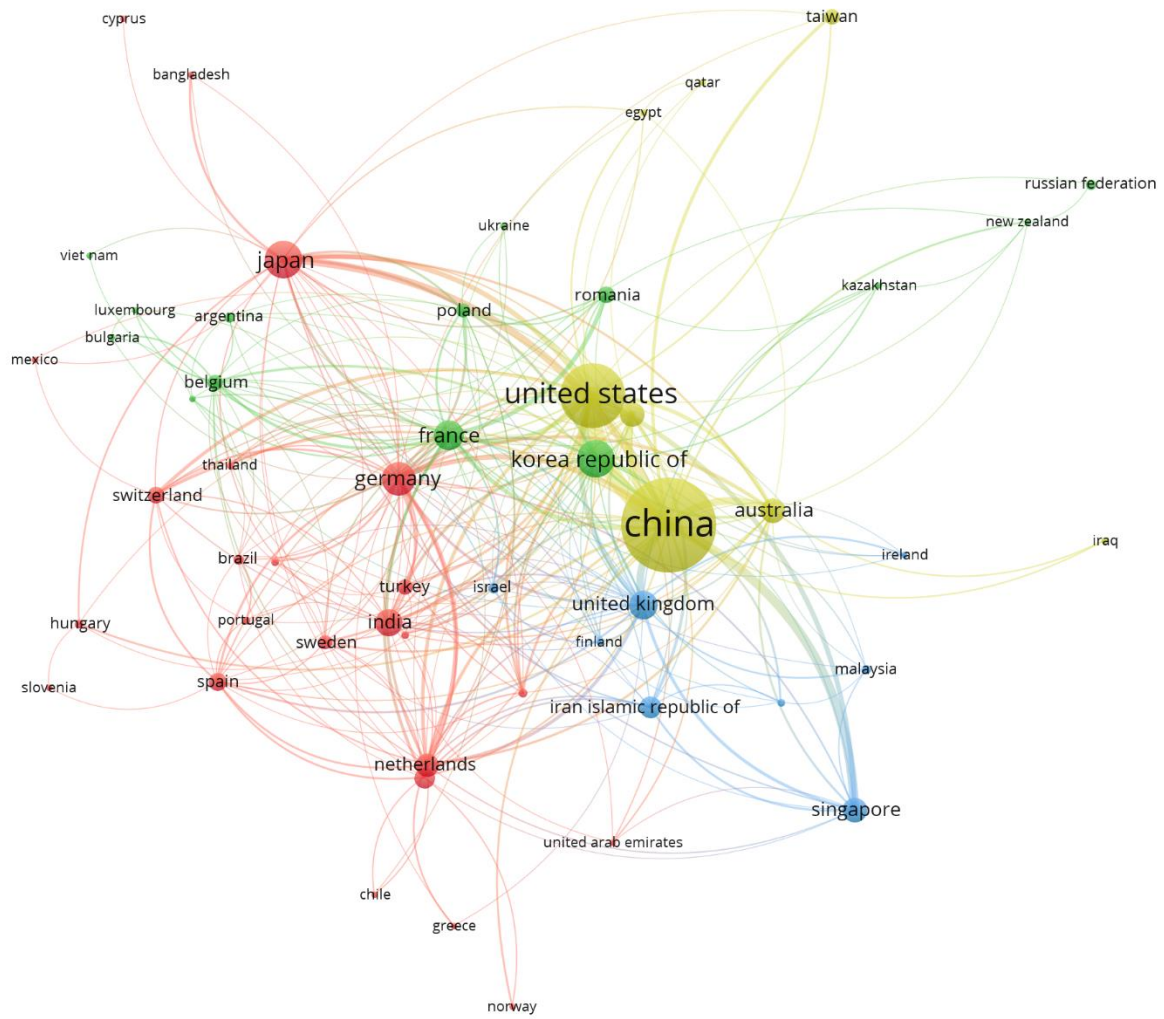 cyprus
taiwan
bangladesh
qatar
egypt
russian federation
new zealand
ukraine
viet nam
japan
kazakhstan
romania
luxembourg
argentina
poland
bulgaria
mexico
belgium
united states
france
korea republic of
thailand
germany
switzerland
australia
china
iraq
ireland
brazil
turkey
israel
united kingdom
hungary
portugal
india
sweden
finland
malaysia
spain
slovenia
iran islamic republic of
netherlands
singapore
united arab emirates
chile
greece
norway